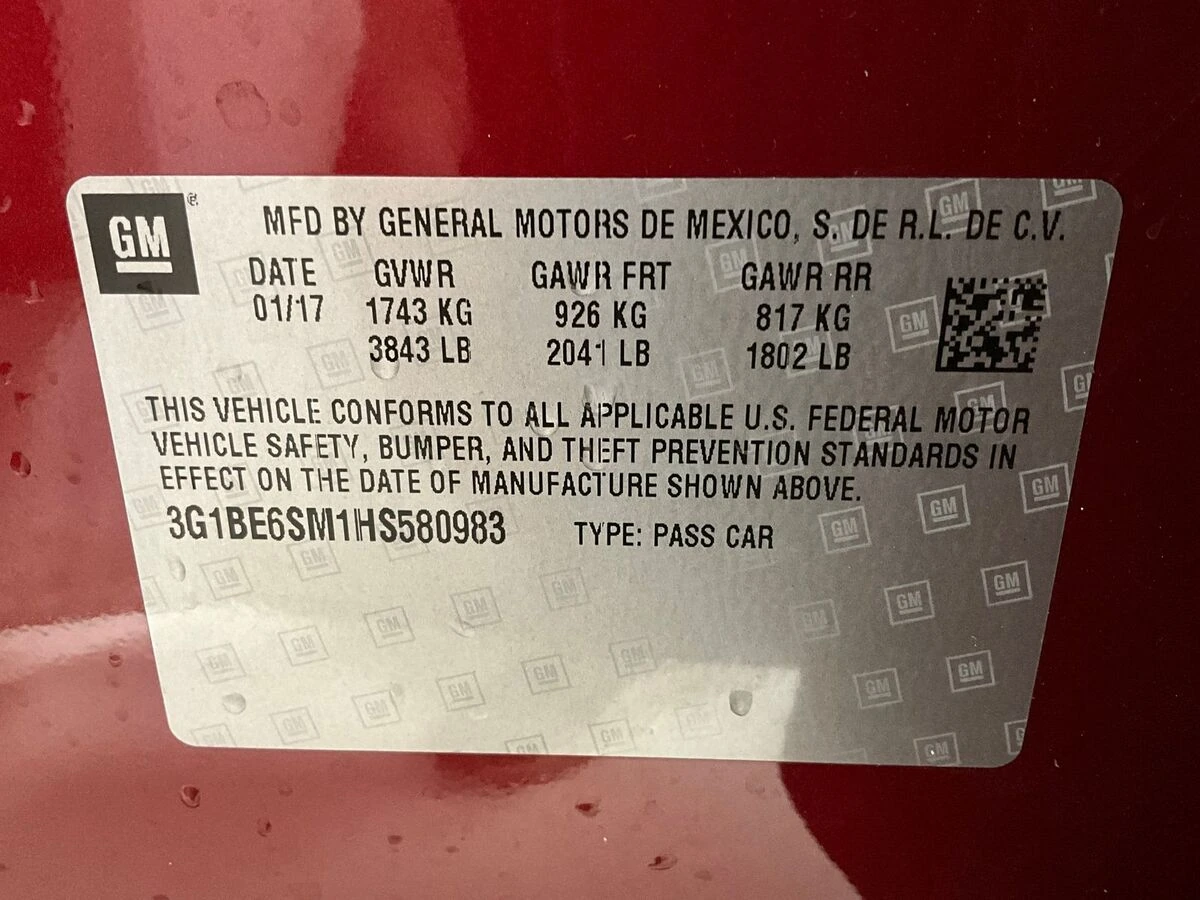 GM
MFD BY GENERAL MOTORS DE MEXICO, S. DE R.L. DE C.V.
DATE GVWR GAWR FRT GAWR RR
01/17 1743 KG 926 KG 817 KG
3843 LB 2041 LB 1802 LB
THIS VEHICLE CONFORMS TO ALL APPLICABLE U.S. FEDERAL MOTOR
VEHICLE SAFETY, BUMPER, AND THEFT PREVENTION STANDARDS IN
EFFECT ON THE DATE OF MANUFACTURE SHOWN ABOVE.
3G1BE6SM1HS580983 TYPE: PASS CAR